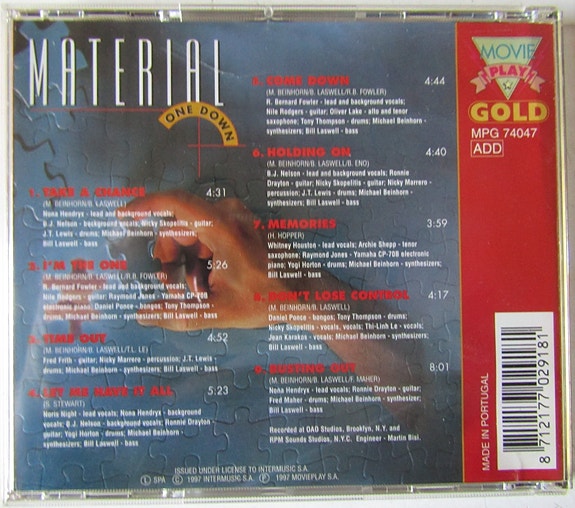 MATERIAL
ONE DOWN
1. TAKE A CHANCE 4:31
(M. BEINHORN/B. LASWELL)
Nona Hendryx - lead and background vocals;
B.J. Nelson - background vocals; Nicky Skopelitis - guitar;
J.T. Lewis - drums; Michael Beinhorn - synthesizers;
Bill Laswell - bass
2. I'M THE ONE 5:26
(M. BEINHORN/B. LASWELL/R.B. FOWLER)
R. Bernard Fowler - lead and background vocals;
Nile Rodgers - guitar; Raymond Jones - Yamaha CP-70B
electronic piano; Daniel Ponce - bongos; Tony Thompson -
drums; Michael Beinhorn - synthesizers; Bill Laswell - bass
3. TIME OUT 4:52
(M. BEINHORN/B. LASWELL/T.L. LE)
Fred Frith - guitar; Nicky Marrero - percussion; J.T. Lewis -
drums; Michael Beinhorn - synthesizers; Bill Laswell - bass
4. LET ME HAVE IT ALL 5:23
(S. STEWART)
Noris Night - lead vocals; Nona Hendryx - background
vocals; B.J. Nelson - background vocals; Ronnie Drayton -
guitar; Yogi Horton - drums; Michael Beinhorn -
synthesizers; Bill Laswell - bass
5. COME DOWN 4:44
(M. BEINHORN/B. LASWELL/R.B. FOWLER)
R. Bernard Fowler - lead and background vocals;
Nile Rodgers - guitar; Oliver Lake - alto and tenor
saxophone; Tony Thompson - drums; Michael Beinhorn -
synthesizers; Bill Laswell - bass
6. HOLDING ON 4:40
(M. BEINHORN/B. LASWELL/B. ENO)
B.J. Nelson - lead and background vocals; Ronnie
Drayton - guitar; Nicky Skopelitis - guitar; Nicky Marrero -
percussion; J.T. Lewis - drums; Michael Beinhorn -
synthesizers; Bill Laswell - bass
7. MEMORIES 3:59
(H. HOPPER)
Whitney Houston - lead vocals; Archie Shepp - tenor
saxophone; Raymond Jones - Yamaha CP-70B electronic
piano; Yogi Horton - drums; Michael Beinhorn - synthesizers;
Bill Laswell - bass
8. DON'T LOSE CONTROL 4:17
(M. BEINHORN/B. LASWELL)
Daniel Ponce - bongos; Tony Thompson - drums;
Nicky Skopelitis, vocals; Thi-Linh Le - vocals;
Jean Karakos - vocals; Michael Beinhorn - synthesizers;
Bill Laswell - bass
BUSTING OUT 8:01
(M. BEINHORN/B. LASWELL/F. MAHER)
Nona Hendryx - lead vocals; Ronnie Drayton - guitar;
Fred Maher - drums; Michael Beinhorn - synthesizers;
Bill Laswell - bass
Recorded at OAO Studios, Brooklyn, N.Y. and
RPM Sounds Studios, N.Y.C. Engineer - Martin Bisi.
ISSUED UNDER LICENSE TO INTERMUSIC S.A.
Ⓛ SPA Ⓒ 1997 INTERMUSIC S.A. Ⓟ 1997 MOVIEPLAY S.A.
MOVIE
PLAY
GOLD
MPG 74047
ADD
MADE IN PORTUGAL
8 712177 029181